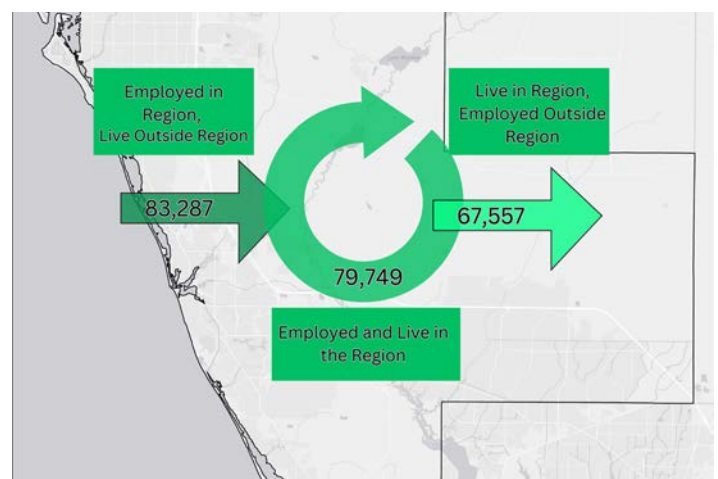 Employed in
Region,
Live Outside Region
Live in Region,
Employed Outside
Region
83,287
67,557
79,749
Employed and Live in
the Region